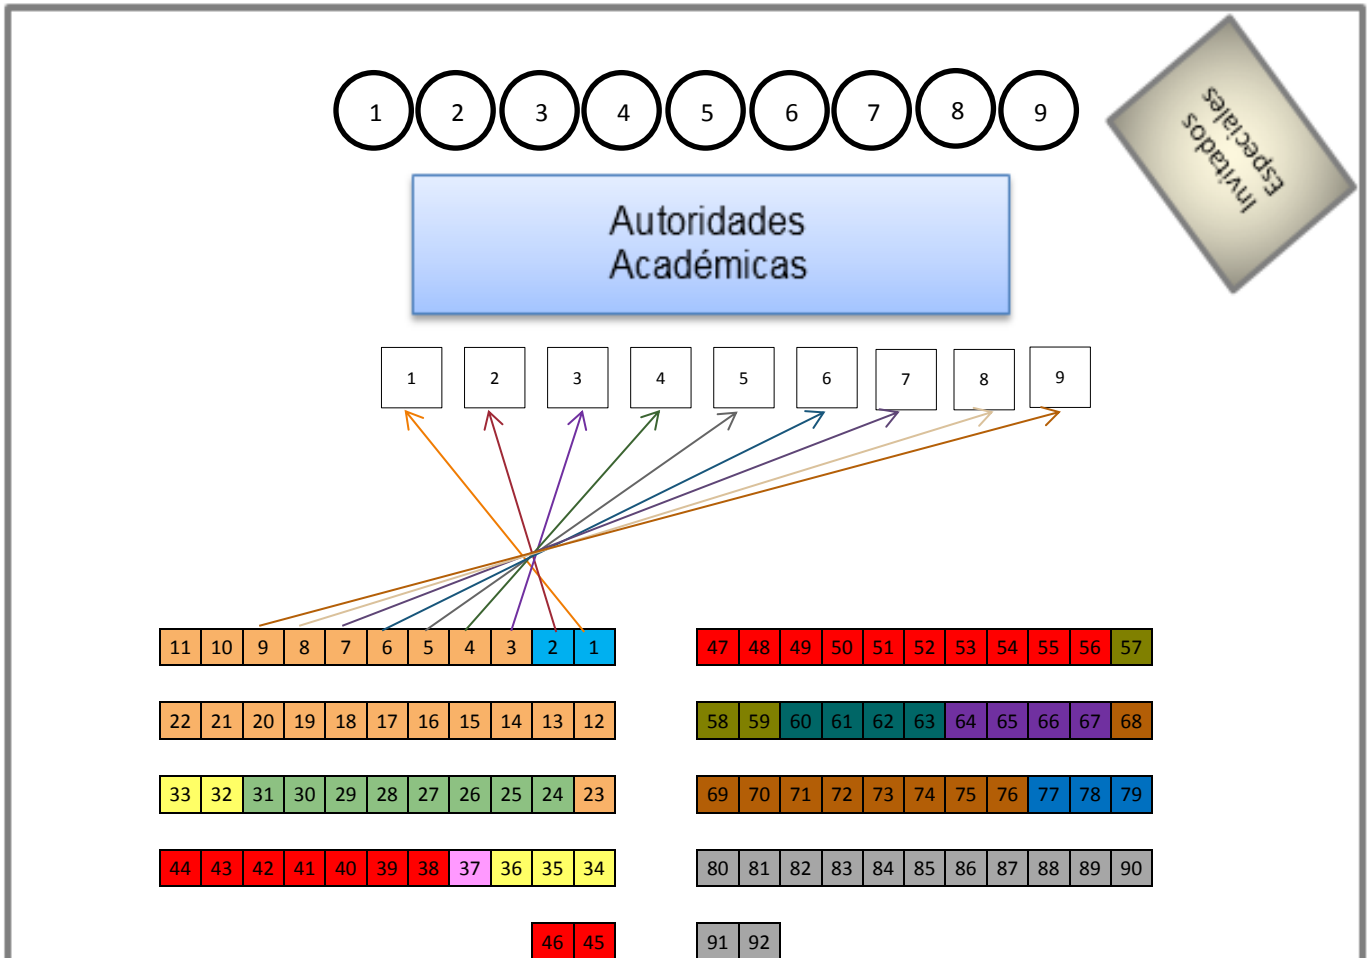 1 2 3 4 5 6 7 8 9
Invitados
Especiales
Autoridades
Académicas
1 2 3 4 5 6 7 8 9
11 10 9 8 7 6 5 4 3 2 1
47 48 49 50 51 52 53 54 55 56 57
22 21 20 19 18 17 16 15 14 13 12
58 59 60 61 62 63 64 65 66 67 68
33 32 31 30 29 28 27 26 25 24 23
69 70 71 72 73 74 75 76 77 78 79
44 43 42 41 40 39 38 37 36 35 34
80 81 82 83 84 85 86 87 88 89 90
46 45
91 92